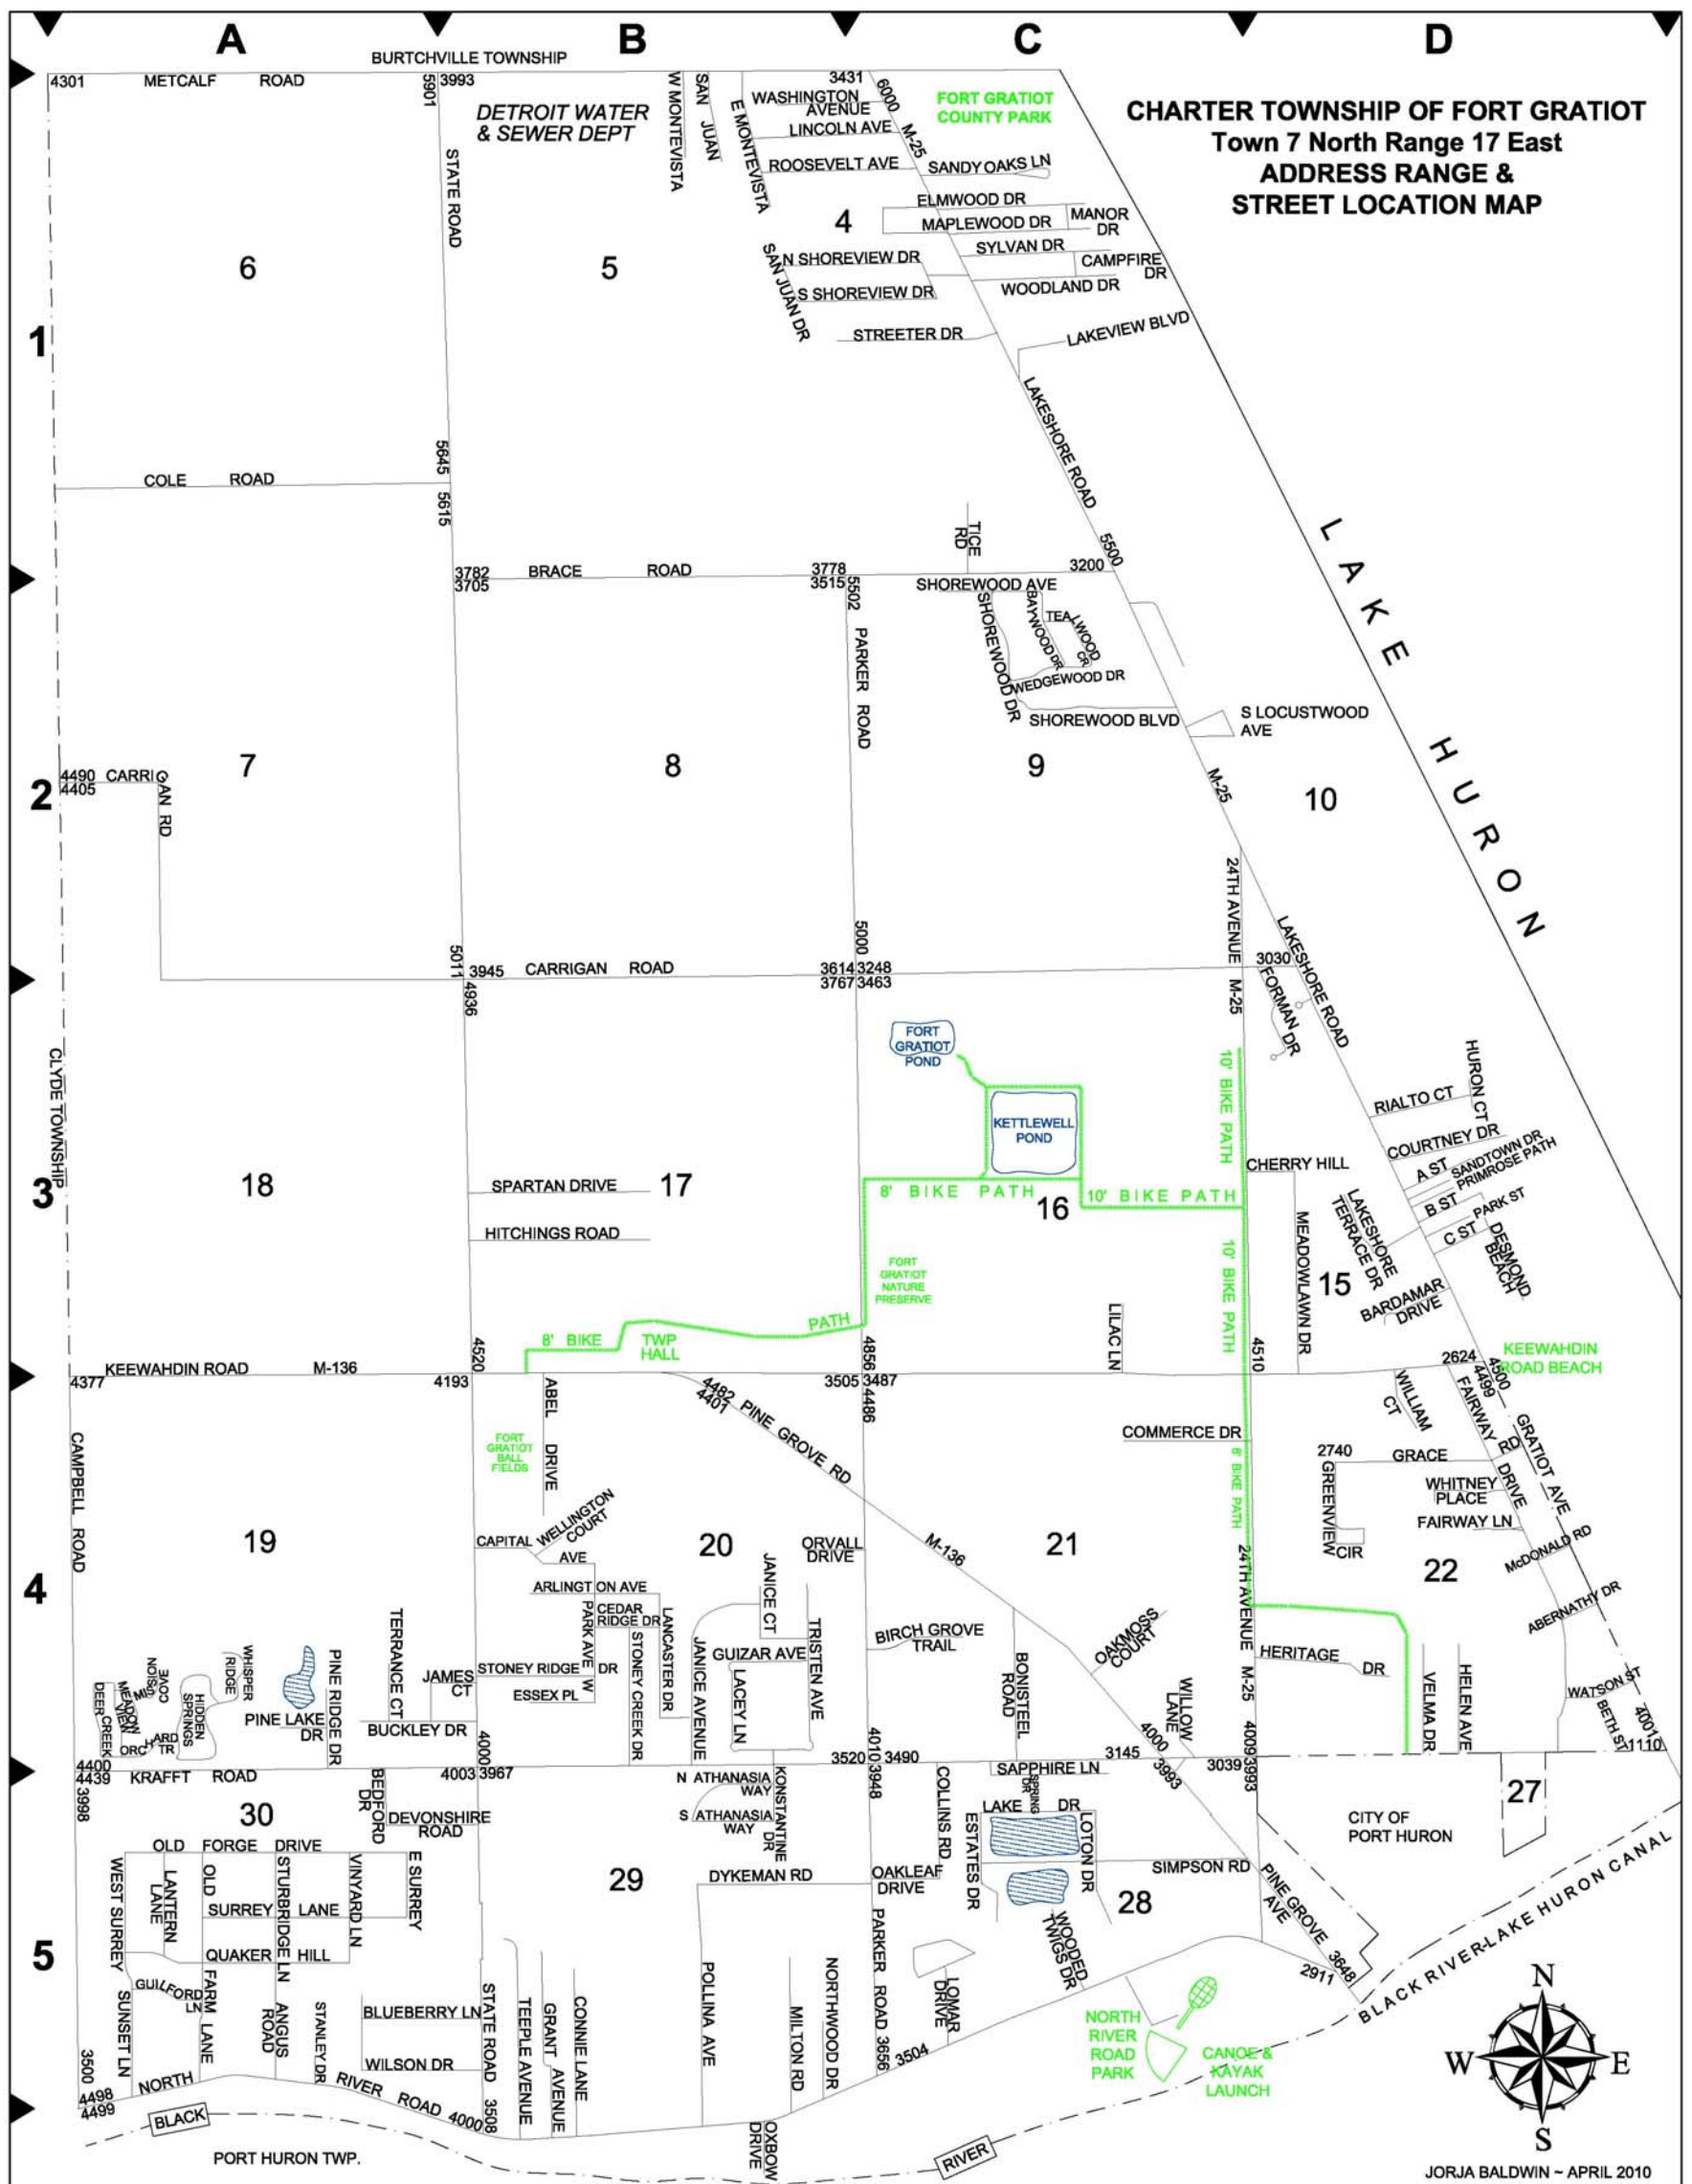 A
B
C
D
BURTCHVILLE TOWNSHIP
4301
METCALF ROAD
5901
3993
3431
6000
DETROIT WATER
& SEWER DEPT
W MONTEVISTA
SAN JUAN
E MONTEVISTA
WASHINGTON
AVENUE
LINCOLN AVE
ROOSEVELT AVE
M-25
FORT GRATIOT
COUNTY PARK
CHARTER TOWNSHIP OF FORT GRATIOT
Town 7 North Range 17 East
ADDRESS RANGE &
STREET LOCATION MAP
STATE ROAD
SANDY OAKS LN
ELMWOOD DR
MAPLEWOOD DR
MANOR
DR
4
SYLVAN DR
CAMPFIRE
DR
WOODLAND DR
SAN JUAN DR
N SHOREVIEW DR
S SHOREVIEW DR
STREETER DR
LAKEVIEW BLVD
6
5
1
LAKESHORE ROAD
5645
COLE ROAD
5615
TICE
RD
5500
3782
3705
BRACE ROAD
3778
3515
5502
3200
LAKE HURON
SHOREWOOD AVE
SHOREWOOD DR
BAYWOOD DR
TEALWOOD
CR
WEDGEWOOD DR
SHOREWOOD BLVD
PARKER ROAD
S LOCUSTWOOD
AVE
7
8
9
10
2
4490
4405
CARRIGAN RD
M-25
24TH AVENUE
5011
3945
CARRIGAN ROAD
5000
3614
3248
3767
3463
3030
4936
M-25
FORMAN DR
LAKESHORE ROAD
CLYDE TOWNSHIP
FORT
GRATIOT
POND
KETTLEWELL
POND
10' BIKE PATH
HURON CT
RIALTO CT
COURTNEY DR
A ST
SANDTOWN DR
PRIMROSE PATH
B ST
PARK ST
C ST
DESMOND
BEACH
CHERRY HILL
3
18
17
16
15
SPARTAN DRIVE
HITCHINGS ROAD
8' BIKE PATH
10' BIKE PATH
10' BIKE PATH
MEADOWLAWN DR
LAKESHORE
TERRACE DR
BARDAMAR
DRIVE
FORT
GRATIOT
NATURE
PRESERVE
LILAC LN
8' BIKE
TWP
HALL
PATH
4520
4856
4510
2624
4500
4499
KEEWAHDIN
ROAD BEACH
4377
KEEWAHDIN ROAD M-136
4193
3505
3487
4486
ABEL DRIVE
4482
4401
PINE GROVE RD
COMMERCE DR
WILLIAM
CT
FAIRWAY DRIVE
GRATIOT AVE
FORT
GRATIOT
BALL
FIELDS
8' BIKE PATH
2740
GRACE RD
GREENVIEW
CIR
WHITNEY
PLACE
FAIRWAY LN
McDONALD RD
ABERNATHY DR
CAMPBELL ROAD
19
20
21
22
4
CAPITAL AVE
WELLINGTON
COURT
ORVALL
DRIVE
M-136
24TH AVENUE
ARLINGTON AVE
PARK AVE W
CEDAR
RIDGE DR
LANCASTER DR
JANICE CT
TRISTEN AVE
BIRCH GROVE
TRAIL
BONISTEEL
ROAD
OAKMOSS
COURT
HERITAGE DR
M-25
VELMA DR
HELEN AVE
WATSON ST
BETH ST
4001
1110
DEER CREEK
MEADOW
VIEW
MISSION
COVE
HIDDEN
SPRINGS
WHISPER
RIDGE
ORCHARD
TR
PINE LAKE
DR
PINE RIDGE DR
TERRANCE CT
JAMES
CT
BUCKLEY DR
STONEY RIDGE DR
ESSEX PL
STONEY CREEK DR
JANICE AVENUE
GUIZAR AVE
LACEY LN
WILLOW
LANE
4400
4439
KRAFFT ROAD
4000
4003
3967
3520
4010
3490
3145
4000
3993
3039
4009
3993
3998
30
BEDFORD
DR
DEVONSHIRE
ROAD
N ATHANASIA
WAY
S ATHANASIA
WAY
KONSTANTINE
DR
3948
COLLINS RD
SAPPHIRE LN
SPRING
DR
LAKE DR
ESTATES DR
LOTON DR
27
CITY OF
PORT HURON
OLD FORGE DRIVE
WEST SURREY
LANTERN
LANE
OLD
FARM LANE
STURBRIDGE LN
VINYARD LN
E SURREY
SURREY LANE
QUAKER HILL
GUILFORD
LN
SUNSET LN
ANGUS
ROAD
STANLEY DR
BLUEBERRY LN
WILSON DR
29
DYKEMAN RD
OAKLEAF
DRIVE
SIMPSON RD
28
WOODED
TWIGS DR
PINE GROVE
AVE
3648
2911
BLACK RIVER-LAKE HURON CANAL
5
STATE ROAD
TEEPLE AVENUE
GRANT AVENUE
CONNIE LANE
POLLINA AVE
MILTON RD
NORTHWOOD DR
PARKER ROAD
3656
3504
LOMAR
DRIVE
NORTH
RIVER
ROAD
PARK
CANOE &
KAYAK
LAUNCH
3500
4498
4499
NORTH RIVER ROAD
4000
3508
OXBOW
DRIVE
BLACK
RIVER
PORT HURON TWP.
N
W
E
S
JORJA BALDWIN ~ APRIL 2010